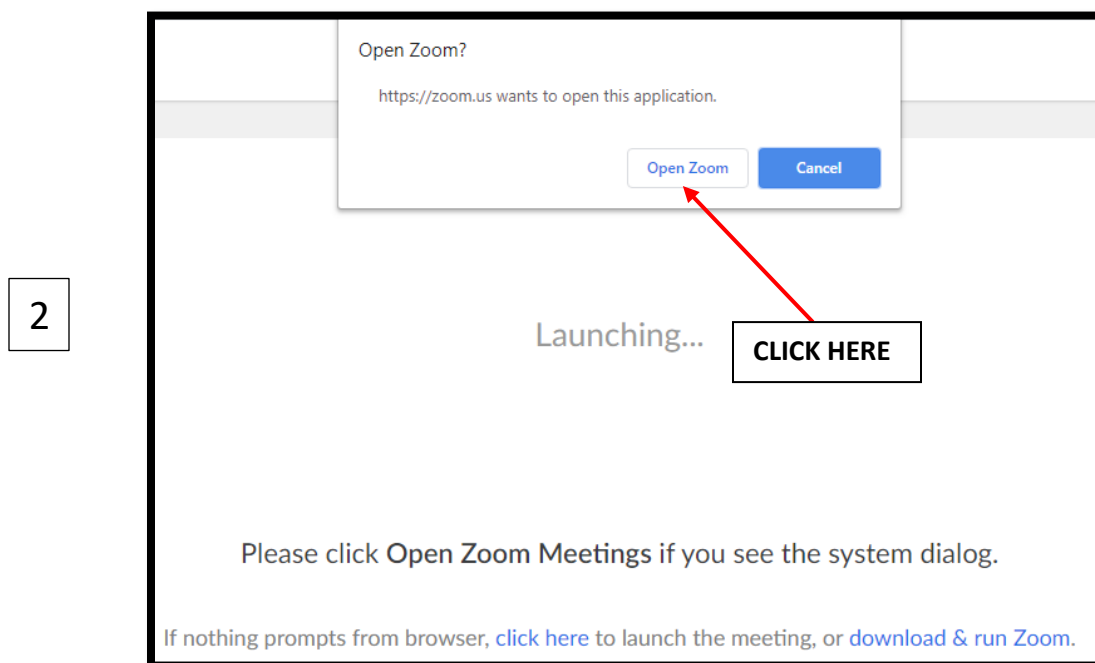 Open Zoom?
https://zoom.us wants to open this application.
Open Zoom
Cancel
2
Launching...
CLICK HERE
Please click Open Zoom Meetings if you see the system dialog.
If nothing prompts from browser, click here to launch the meeting, or download & run Zoom.